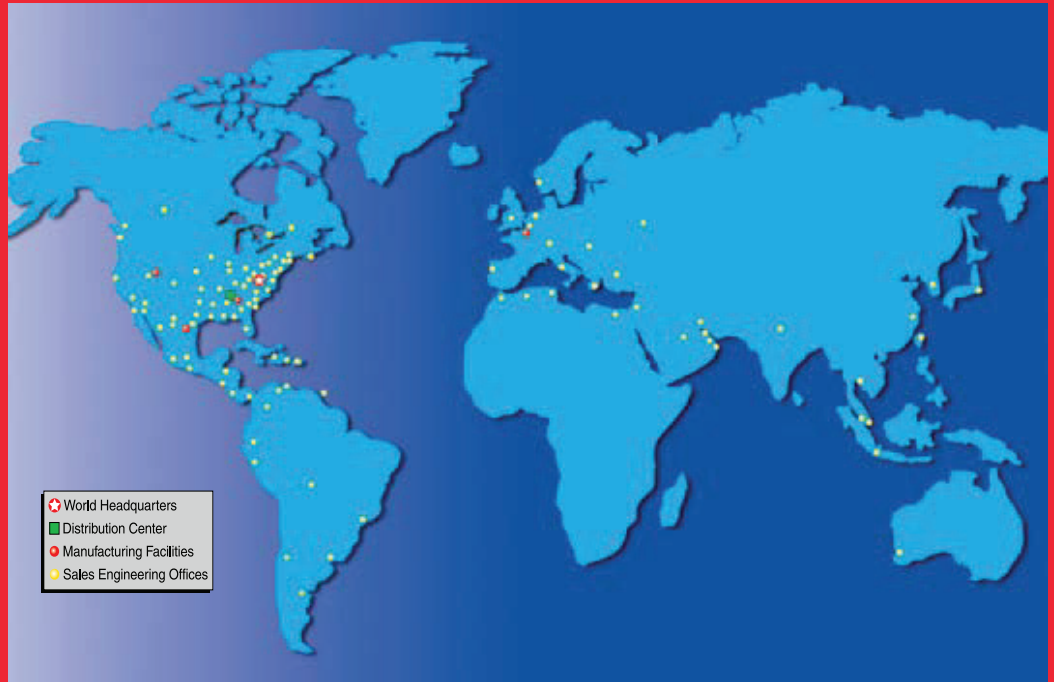 World Headquarters
Distribution Center
Manufacturing Facilities
Sales Engineering Offices